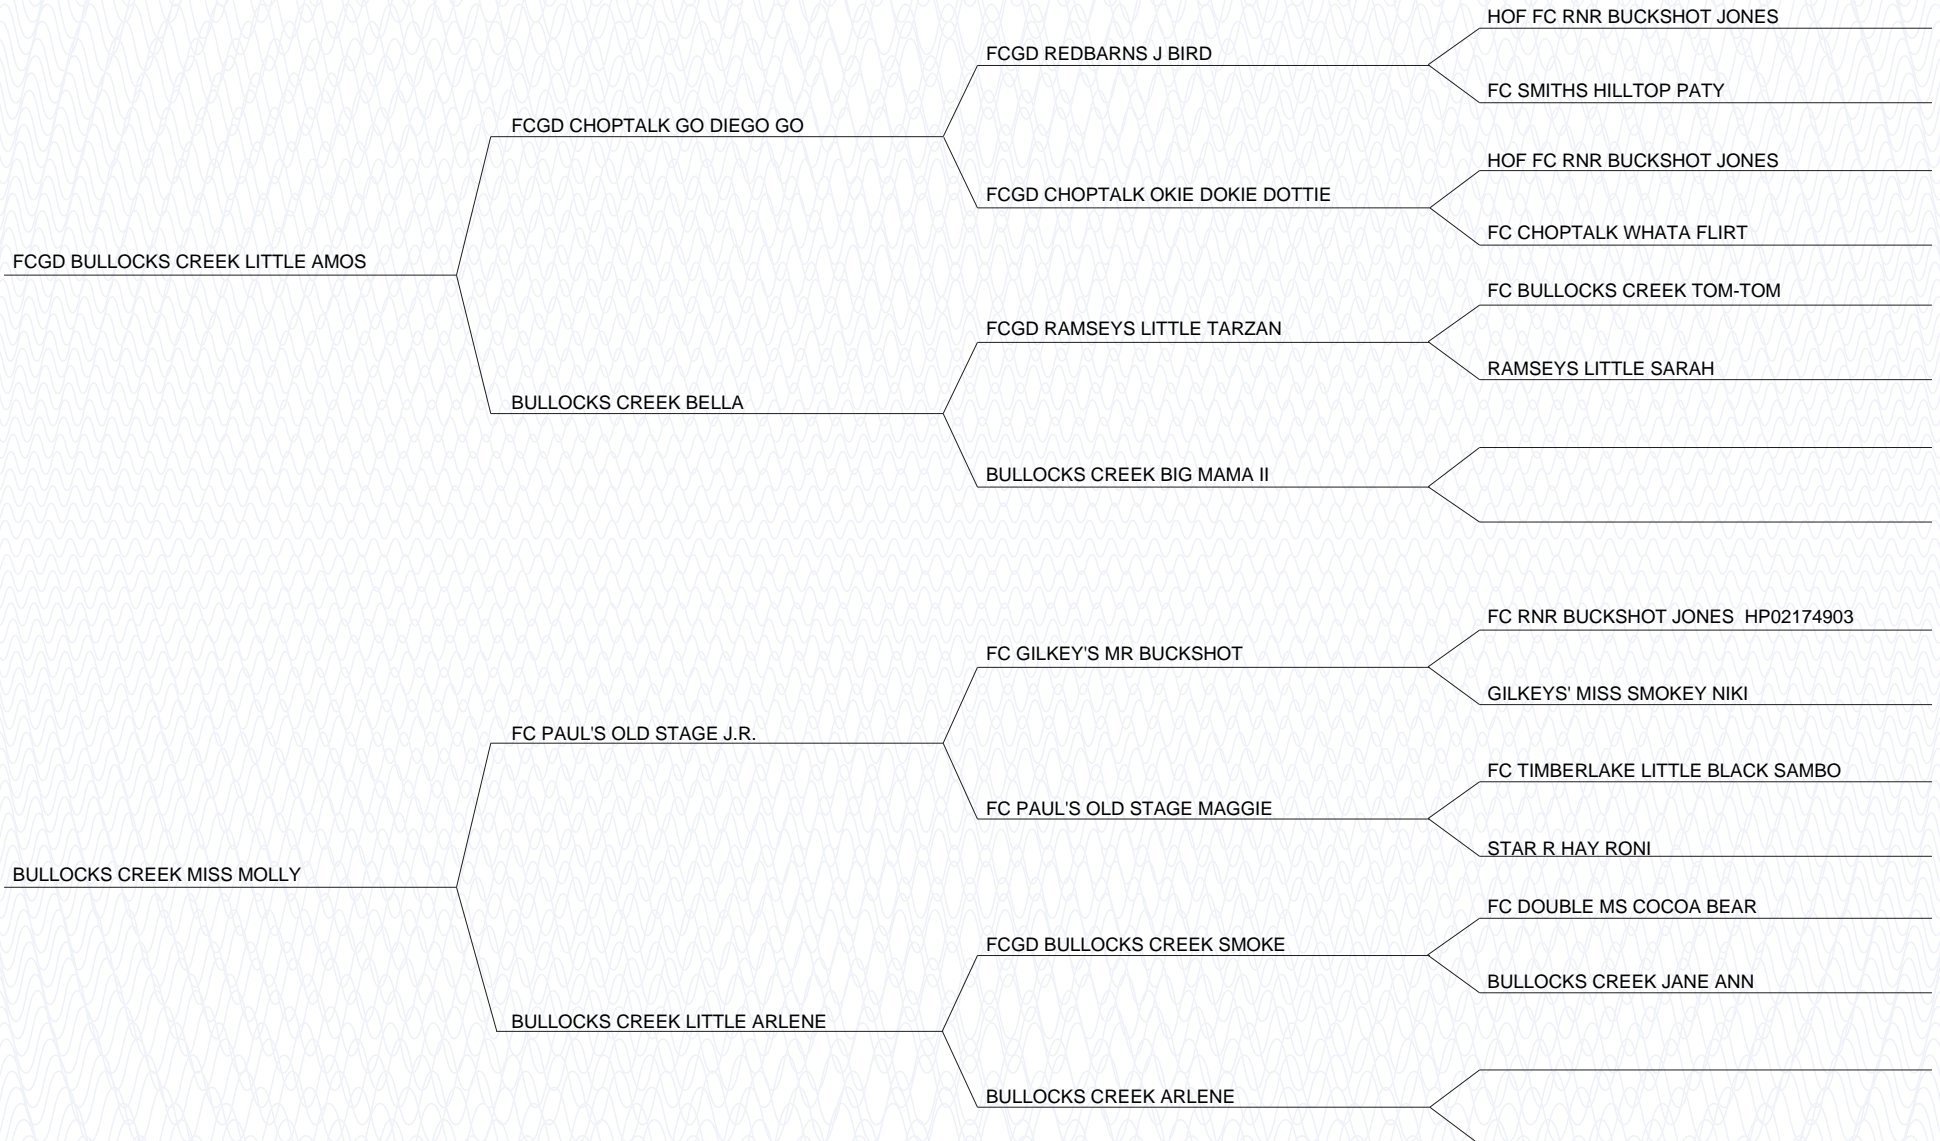 HOF FC RNR BUCKSHOT JONES
FCGD REDBARNS J BIRD
FC SMITHS HILLTOP PATY
FCGD CHOPTALK GO DIEGO GO
HOF FC RNR BUCKSHOT JONES
FCGD CHOPTALK OKIE DOKIE DOTTIE
FC CHOPTALK WHATA FLIRT
FCGD BULLOCKS CREEK LITTLE AMOS
FC BULLOCKS CREEK TOM-TOM
FCGD RAMSEYS LITTLE TARZAN
RAMSEYS LITTLE SARAH
BULLOCKS CREEK BELLA
BULLOCKS CREEK BIG MAMA II
FC RNR BUCKSHOT JONES  HP02174903
FC GILKEY'S MR BUCKSHOT
GILKEYS' MISS SMOKEY NIKI
FC PAUL'S OLD STAGE J.R.
FC TIMBERLAKE LITTLE BLACK SAMBO
FC PAUL'S OLD STAGE MAGGIE
STAR R HAY RONI
BULLOCKS CREEK MISS MOLLY
FC DOUBLE MS COCOA BEAR
FCGD BULLOCKS CREEK SMOKE
BULLOCKS CREEK JANE ANN
BULLOCKS CREEK LITTLE ARLENE
BULLOCKS CREEK ARLENE